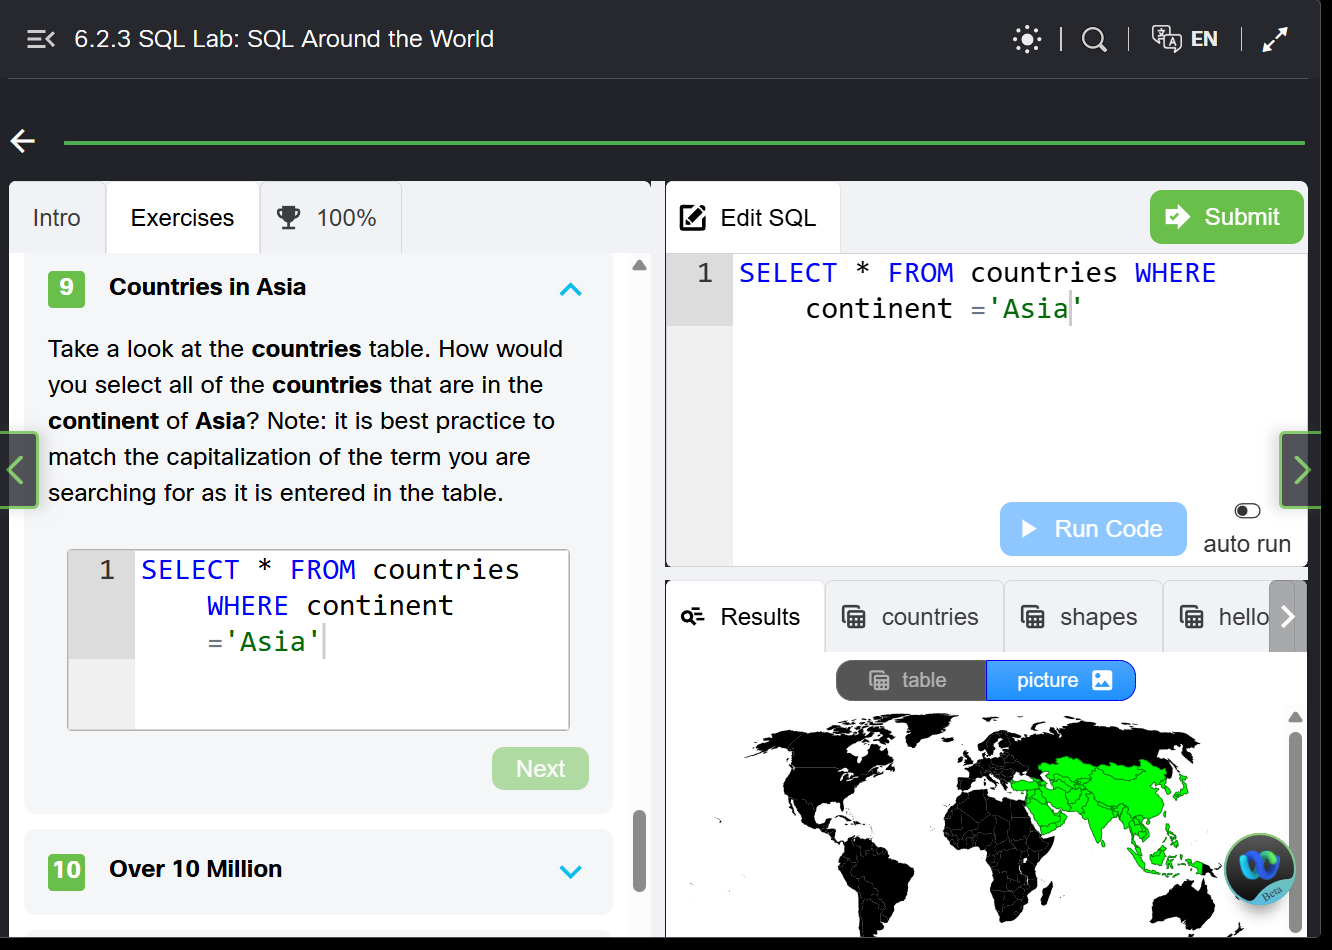 6.2.3 SQL Lab: SQL Around the World
EN
Intro
Exercises
100%
9
Countries in Asia
Take a look at the countries table. How would
you select all of the countries that are in the
continent of Asia? Note: it is best practice to
match the capitalization of the term you are
searching for as it is entered in the table.
1
SELECT * FROM countries
WHERE continent
='Asia'
Next
10
Over 10 Million
Edit SQL
Submit
1
SELECT * FROM countries WHERE
continent ='Asia'
Run Code
auto run
Results
countries
shapes
hello
table
picture
Beta